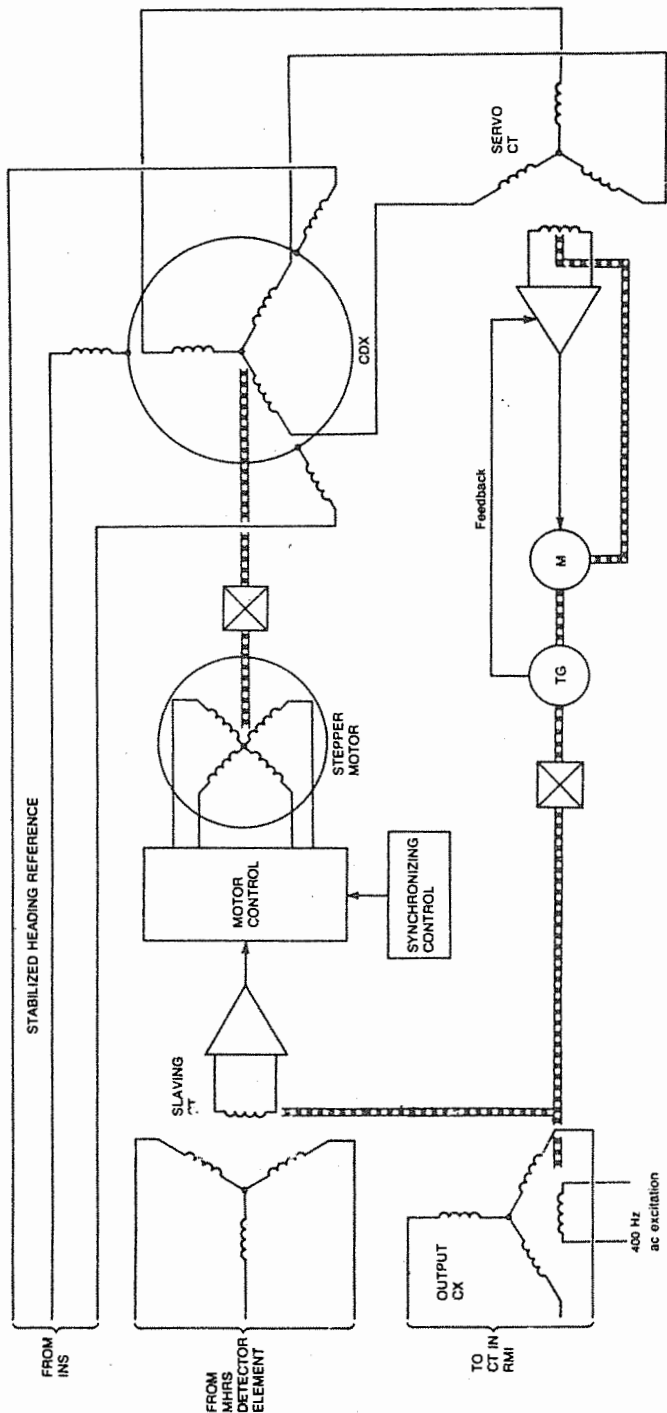 STABILIZED HEADING REFERENCE
FROM
INS
FROM
MHRS
DETECTOR
ELEMENT
SLAVING
CT
MOTOR
CONTROL
SYNCHRONIZING
CONTROL
STEPPER
MOTOR
CDX
SERVO
CT
Feedback
M
TG
OUTPUT
CX
400 Hz
ac excitation
TO
CT IN
RMI